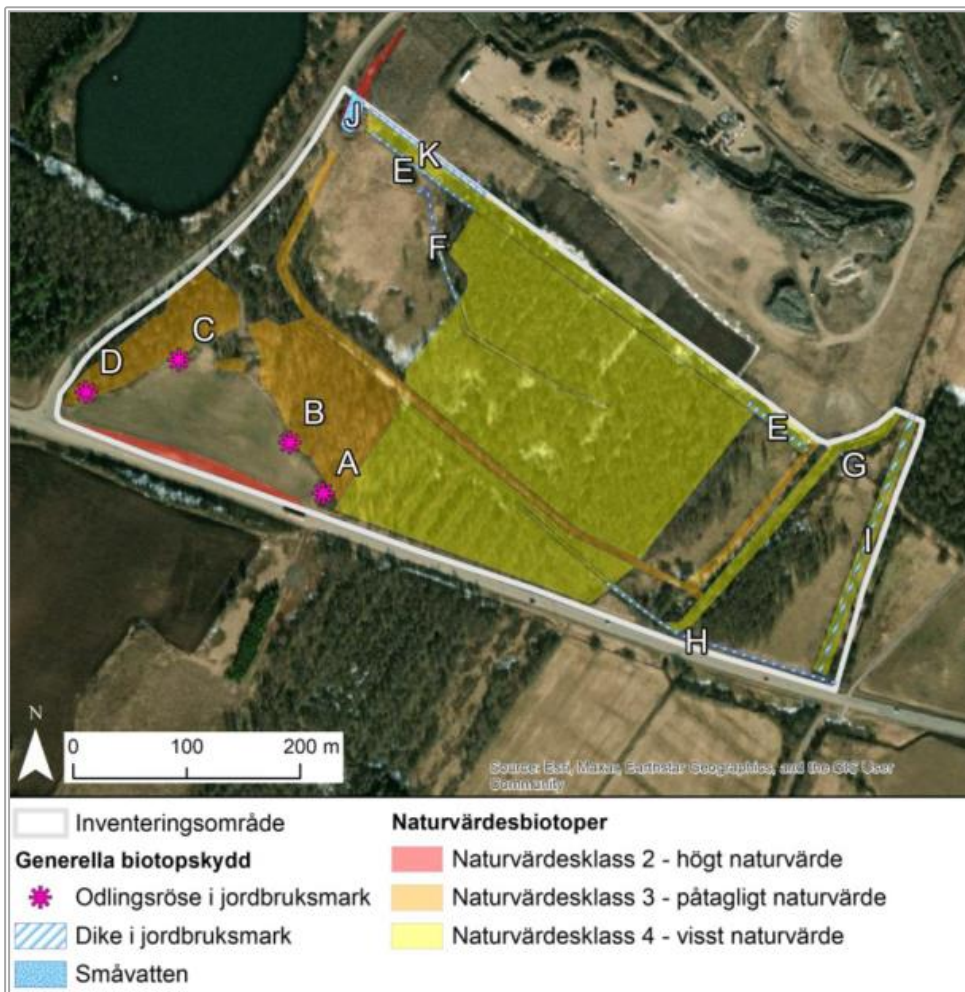 J
K
E
F
C
D
B
A
E
G
I
H
N
0 100 200 m
Source: Esri, Maxar, Earthstar Geographics, and the GIS User
Community
Inventeringsområde
Generella biotopskydd
Odlingsröse i jordbruksmark
Dike i jordbruksmark
Småvatten
Naturvärdesbiotoper
Naturvärdesklass 2 - högt naturvärde
Naturvärdesklass 3 - påtagligt naturvärde
Naturvärdesklass 4 - visst naturvärde